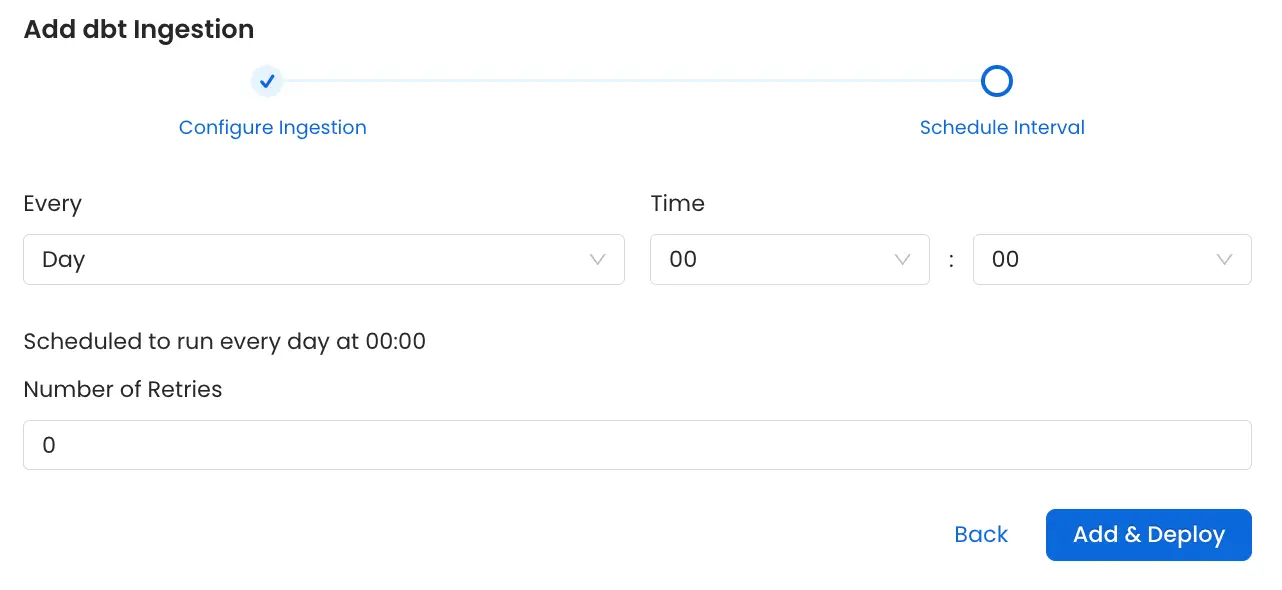 Add dbt Ingestion
Configure Ingestion
Schedule Interval
Every
Time
Day
00 : 00
Scheduled to run every day at 00:00
Number of Retries
0
Back
Add & Deploy